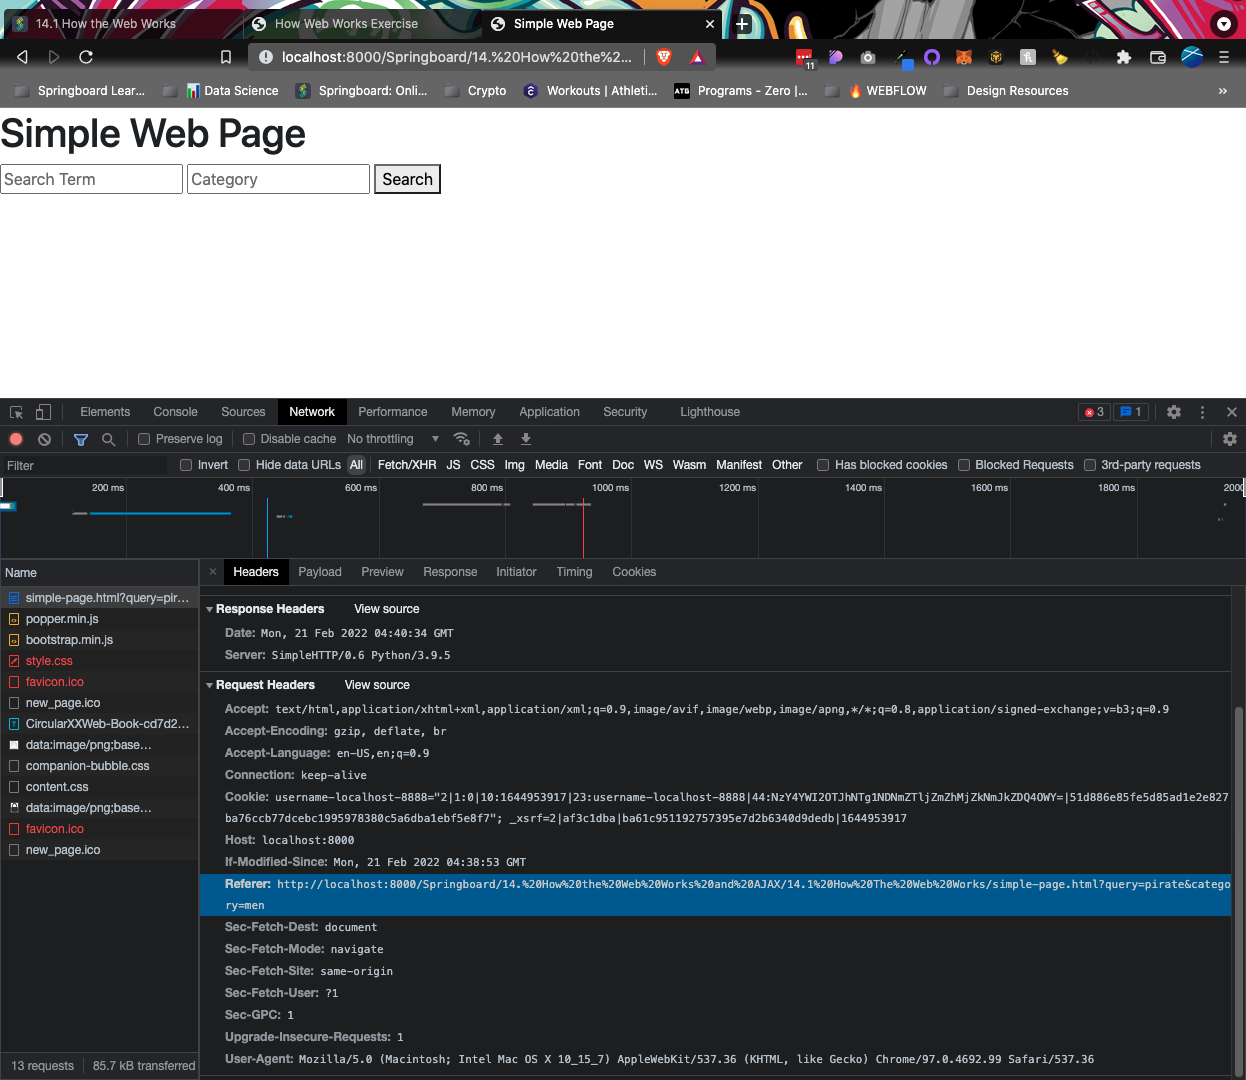 14.1 How the Web Works
How Web Works Exercise
Simple Web Page
localhost:8000/Springboard/14.%20How%20the%2...
11
Springboard Lear...
Data Science
Springboard: Onli...
Crypto
Workouts | Athleti...
ATG
Programs - Zero |...
WEBFLOW
Design Resources
»
Simple Web Page
Search Term
Category
Search
Elements
Console
Sources
Network
Performance
Memory
Application
Security
Lighthouse
3
1
Preserve log
Disable cache
No throttling
Filter
Invert
Hide data URLs
All
Fetch/XHR
JS
CSS
Img
Media
Font
Doc
WS
Wasm
Manifest
Other
Has blocked cookies
Blocked Requests
3rd-party requests
200 ms
400 ms
600 ms
800 ms
1000 ms
1200 ms
1400 ms
1600 ms
1800 ms
2000
Name
Headers
Payload
Preview
Response
Initiator
Timing
Cookies
simple-page.html?query=pir...
popper.min.js
bootstrap.min.js
style.css
favicon.ico
new_page.ico
CircularXXWeb-Book-cd7d2...
data:image/png;base...
companion-bubble.css
content.css
data:image/png;base...
favicon.ico
new_page.ico
Response Headers View source
Date: Mon, 21 Feb 2022 04:40:34 GMT
Server: SimpleHTTP/0.6 Python/3.9.5
Request Headers View source
Accept: text/html,application/xhtml+xml,application/xml;q=0.9,image/avif,image/webp,image/apng,*/*;q=0.8,application/signed-exchange;v=b3;q=0.9
Accept-Encoding: gzip, deflate, br
Accept-Language: en-US,en;q=0.9
Connection: keep-alive
Cookie: username-localhost-8888="2|1:0|10:1644953917|23:username-localhost-8888|44:NzY4YWI2OTJhNTg1NDNmZTljZmZhMjZkNmJkZDQ4OWY=|51d886e85fe5d85ad1e2e827
ba76ccb77dcebc1995978380c5a6dba1ebf5e8f7"; _xsrf=2|af3c1dba|ba61c951192757395e7d2b6340d9dedb|1644953917
Host: localhost:8000
If-Modified-Since: Mon, 21 Feb 2022 04:38:53 GMT
Referer: http://localhost:8000/Springboard/14.%20How%20the%20Web%20Works%20and%20AJAX/14.1%20How%20The%20Web%20Works/simple-page.html?query=pirate&catego
ry=men
Sec-Fetch-Dest: document
Sec-Fetch-Mode: navigate
Sec-Fetch-Site: same-origin
Sec-Fetch-User: ?1
Sec-GPC: 1
Upgrade-Insecure-Requests: 1
User-Agent: Mozilla/5.0 (Macintosh; Intel Mac OS X 10_15_7) AppleWebKit/537.36 (KHTML, like Gecko) Chrome/97.0.4692.99 Safari/537.36
13 requests
85.7 kB transferred